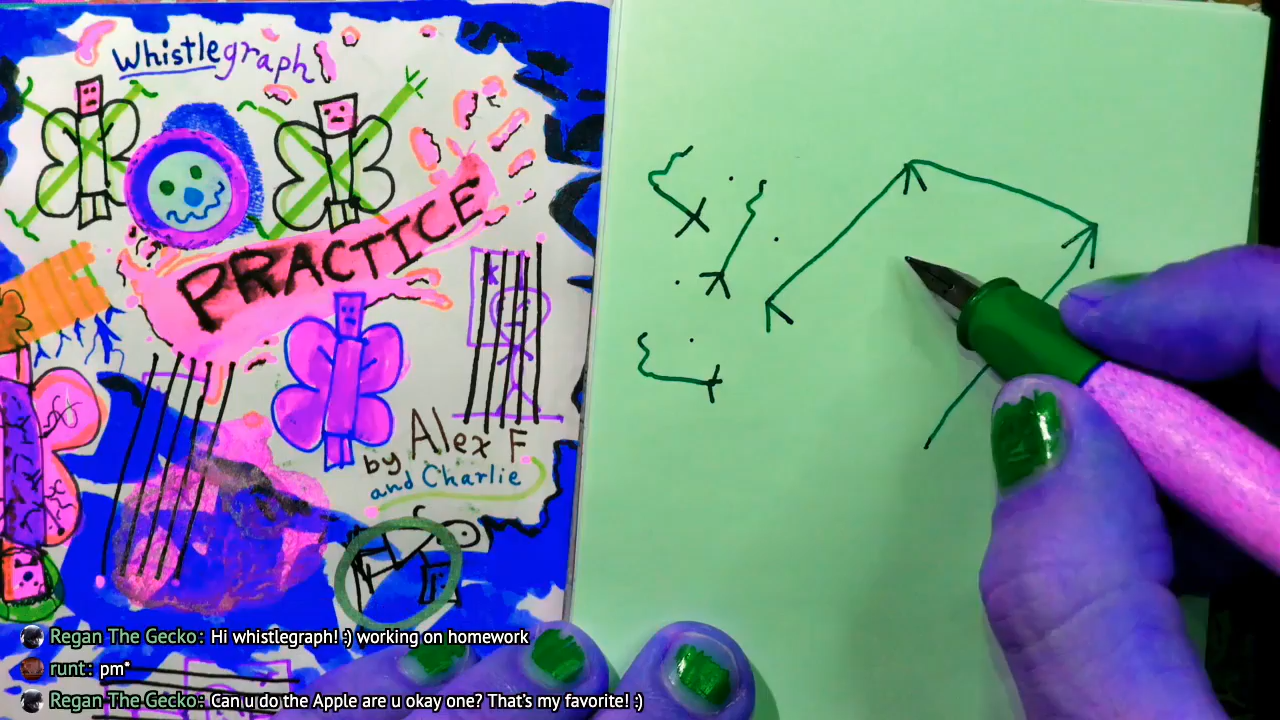 Whistlegraph
PRACTICE
K
by Alex F
and Charlie
Regan The Gecko: Hi whistlegraph! :) working on homework
runt: pm*
Regan The Gecko: Can u do the Apple are u okay one? That's my favorite! :)